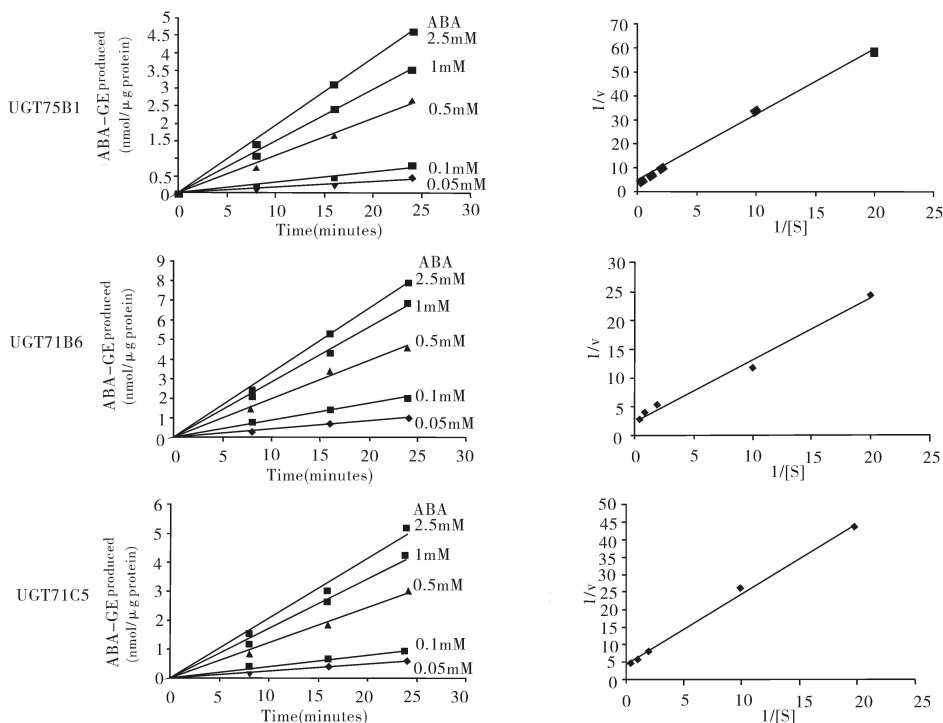 UGT75B1
ABA-GE produced
(nmol/μg protein)
5
4.5
4
3.5
3
2.5
2
1.5
1
0.5
0
ABA
2.5mM
1mM
0.5mM
0.1mM
0.05mM
0 5 10 15 20 25 30
Time(minutes)
1/v
70
60
50
40
30
20
10
0
0 5 10 15 20 25
1/[S]
UGT71B6
ABA-GE produced
(nmol/μg protein)
9
8
7
6
5
4
3
2
1
0
ABA
2.5mM
1mM
0.5mM
0.1mM
0.05mM
0 5 10 15 20 25 30
Time(minutes)
1/v
30
25
20
15
10
5
0
0 5 10 15 20 25
1/[S]
UGT71C5
ABA-GE produced
(nmol/μg protein)
6
5
4
3
2
1
0
ABA
2.5mM
1mM
0.5mM
0.1mM
0.05mM
0 5 10 15 20 25 30
Time(minutes)
1/v
50
45
40
35
30
25
20
15
10
5
0
0 5 10 15 20 25
1/[S]